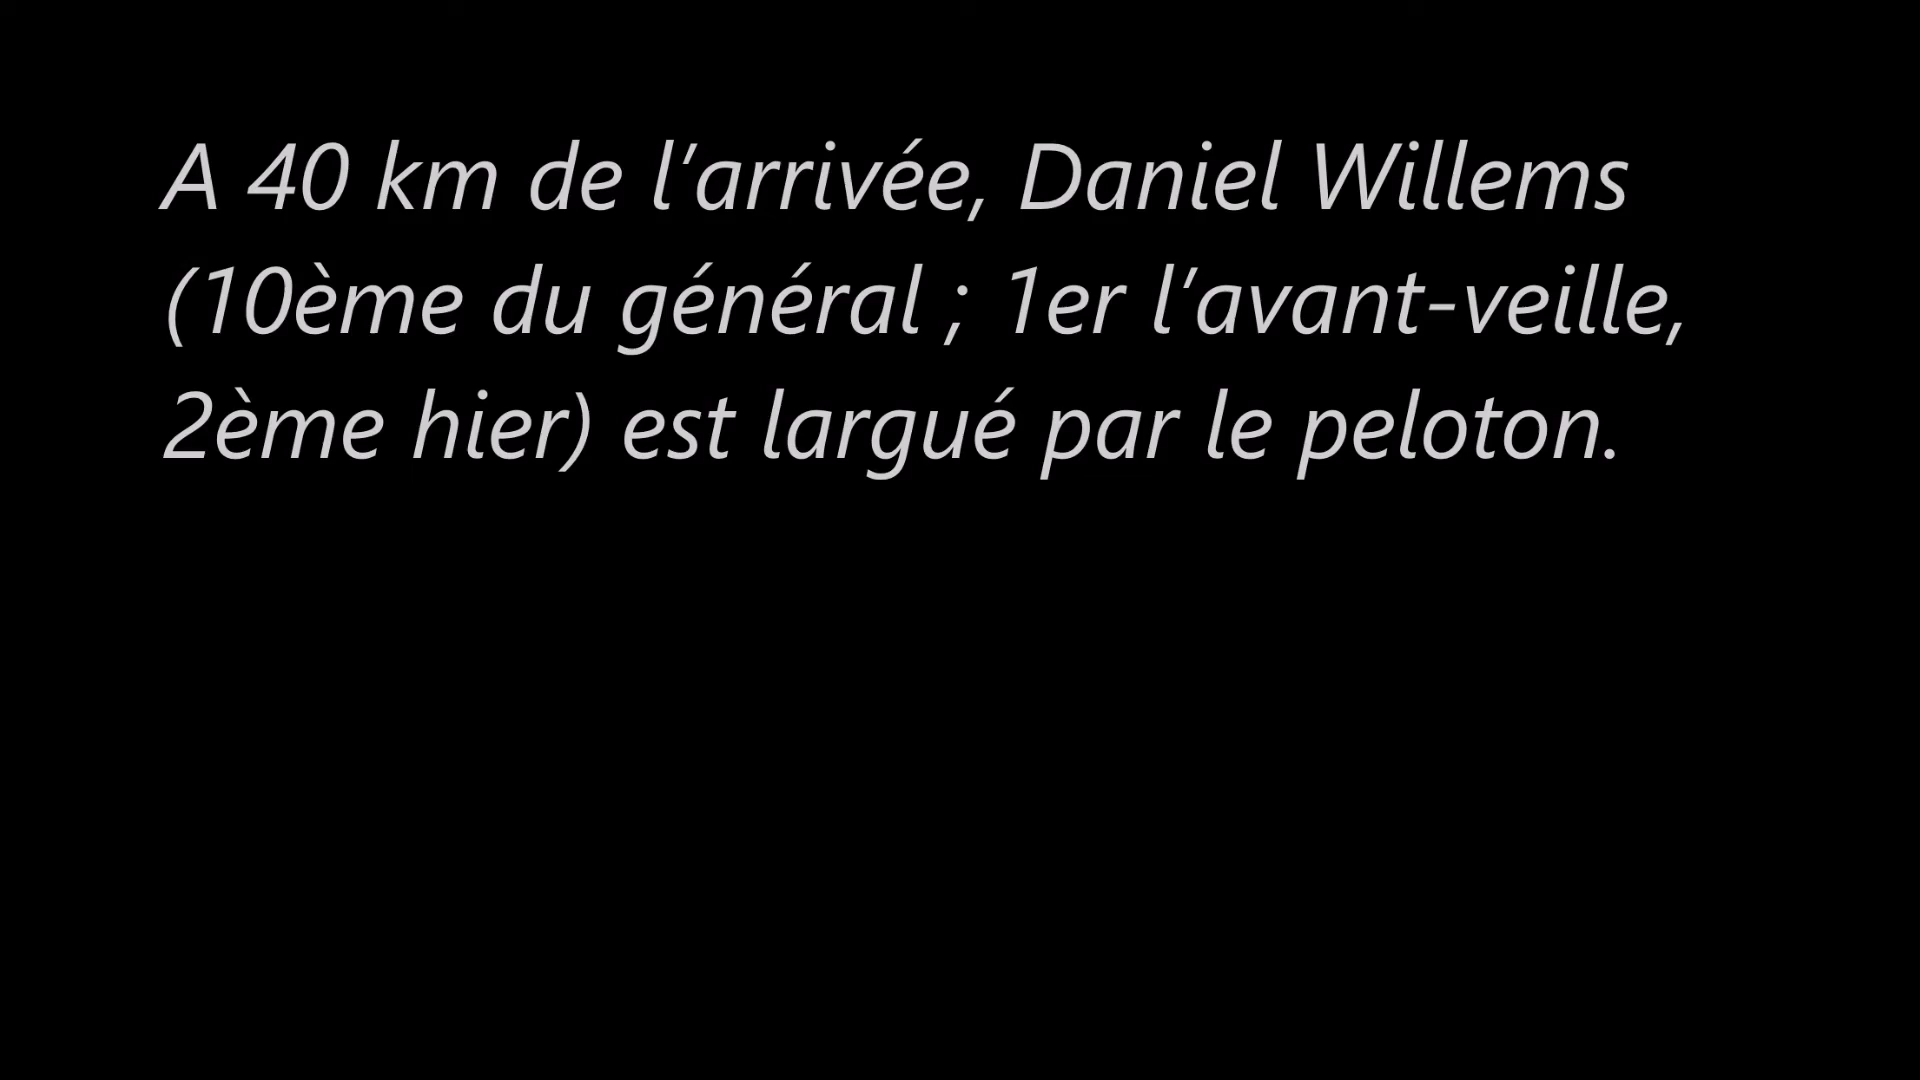 A 40 km de l’arrivée, Daniel Willems
(10ème du général ; 1er l’avant-veille,
2ème hier) est largué par le peloton.